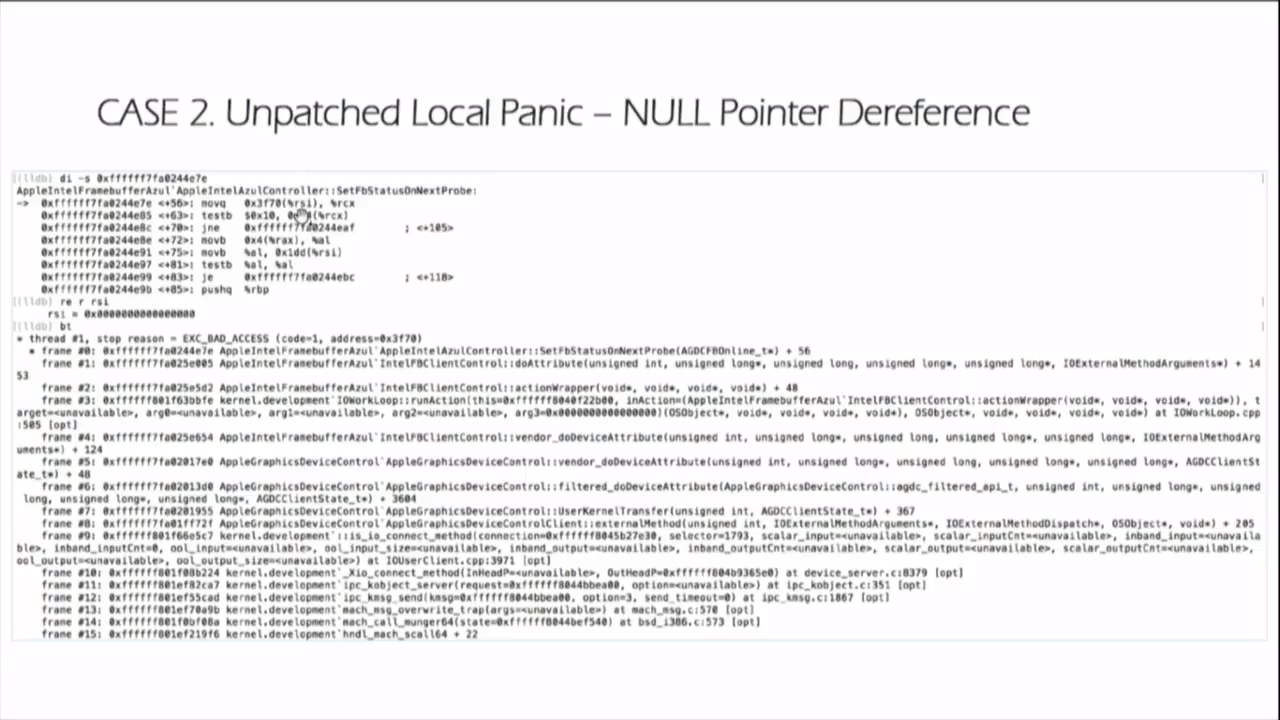 CASE 2. Unpatched Local Panic – NULL Pointer Dereference
(lldb) di -s 0xffffff7fa0244e7e
AppleIntelFramebufferAzul`AppleIntelAzulController::SetFbStatusOnNextProbe:
-> 0xffffff7fa0244e7e <+56>: movq 0x3f70(%rsi), %rcx
0xffffff7fa0244e85 <+63>: testb $0x10, (%rcx)
0xffffff7fa0244e8c <+70>: jne 0xffffff7fa0244eaf ; <+105>
0xffffff7fa0244e8e <+72>: movb 0x4(%rax), %al
0xffffff7fa0244e91 <+75>: movb %al, 0x1dd(%rsi)
0xffffff7fa0244e97 <+81>: testb %al, %al
0xffffff7fa0244e99 <+83>: je 0xffffff7fa0244ebc ; <+118>
0xffffff7fa0244e9b <+85>: pushq %rbp
(lldb) re r rsi
rsi = 0x0000000000000000
(lldb) bt
* thread #1, stop reason = EXC_BAD_ACCESS (code=1, address=0x3f70)
* frame #0: 0xffffff7fa0244e7e AppleIntelFramebufferAzul`AppleIntelAzulController::SetFbStatusOnNextProbe(AGDCFBOnline_t*) + 56
frame #1: 0xffffff7fa025e005 AppleIntelFramebufferAzul`IntelFBClientControl::doAttribute(unsigned int, unsigned long*, unsigned long, unsigned long*, unsigned long*, IOExternalMethodArguments*) + 14
53
frame #2: 0xffffff7fa025e5d2 AppleIntelFramebufferAzul`IntelFBClientControl::actionWrapper(void*, void*, void*, void*) + 48
frame #3: 0xffffff801f63bbfe kernel.development`IOWorkLoop::runAction(this=0xffffff8040f22b00, inAction=(AppleIntelFramebufferAzul`IntelFBClientControl::actionWrapper(void*, void*, void*, void*)), t
arget=<unavailable>, arg0=<unavailable>, arg1=<unavailable>, arg2=<unavailable>, arg3=0x0000000000000000)(OSObject*, void*, void*, void*, void*), OSObject*, void*, void*, void*, void*) at IOWorkLoop.cpp
:505 [opt]
frame #4: 0xffffff7fa025e654 AppleIntelFramebufferAzul`IntelFBClientControl::vendor_doDeviceAttribute(unsigned int, unsigned long*, unsigned long, unsigned long*, unsigned long*, IOExternalMethodArg
uments*) + 124
frame #5: 0xffffff7fa02017e0 AppleGraphicsDeviceControl`AppleGraphicsDeviceControl::vendor_doDeviceAttribute(unsigned int, unsigned long*, unsigned long, unsigned long*, unsigned long*, AGDCClientSt
ate_t*) + 48
frame #6: 0xffffff7fa02013d0 AppleGraphicsDeviceControl`AppleGraphicsDeviceControl::filtered_doDeviceAttribute(AppleGraphicsDeviceControl::agdc_filtered_api_t, unsigned int, unsigned long*, unsigned
long, unsigned long*, unsigned long*, AGDCClientState_t*) + 3604
frame #7: 0xffffff7fa0201955 AppleGraphicsDeviceControl`AppleGraphicsDeviceControl::UserKernelTransfer(unsigned int, AGDCClientState_t*) + 367
frame #8: 0xffffff7fa01ff72f AppleGraphicsDeviceControl`AppleGraphicsDeviceControlClient::externalMethod(unsigned int, IOExternalMethodArguments*, IOExternalMethodDispatch*, OSObject*, void*) + 205
frame #9: 0xffffff801f66e5c7 kernel.development`::is_io_connect_method(connection=0xffffff8045b27e30, selector=1793, scalar_input=<unavailable>, scalar_inputCnt=<unavailable>, inband_input=<unavaila
ble>, inband_inputCnt=0, ool_input=<unavailable>, ool_input_size=<unavailable>, inband_output=<unavailable>, inband_outputCnt=<unavailable>, scalar_output=<unavailable>, scalar_outputCnt=<unavailable>,
ool_output=<unavailable>, ool_output_size=<unavailable>) at IOUserClient.cpp:3971 [opt]
frame #10: 0xffffff801f08b224 kernel.development`_Xio_connect_method(InHeadP=<unavailable>, OutHeadP=0xffffff804b9365e0) at device_server.c:8379 [opt]
frame #11: 0xffffff801ef82ca7 kernel.development`ipc_kobject_server(request=0xffffff8044bbea00, option=<unavailable>) at ipc_kobject.c:351 [opt]
frame #12: 0xffffff801ef55cad kernel.development`ipc_kmsg_send(kmsg=0xffffff8044bbea00, option=3, send_timeout=0) at ipc_kmsg.c:1867 [opt]
frame #13: 0xffffff801ef70a9b kernel.development`mach_msg_overwrite_trap(args=<unavailable>) at mach_msg.c:570 [opt]
frame #14: 0xffffff801f0bf08a kernel.development`mach_call_munger64(state=0xffffff8044bef540) at bsd_i386.c:573 [opt]
frame #15: 0xffffff801ef219f6 kernel.development`hndl_mach_scall64 + 22